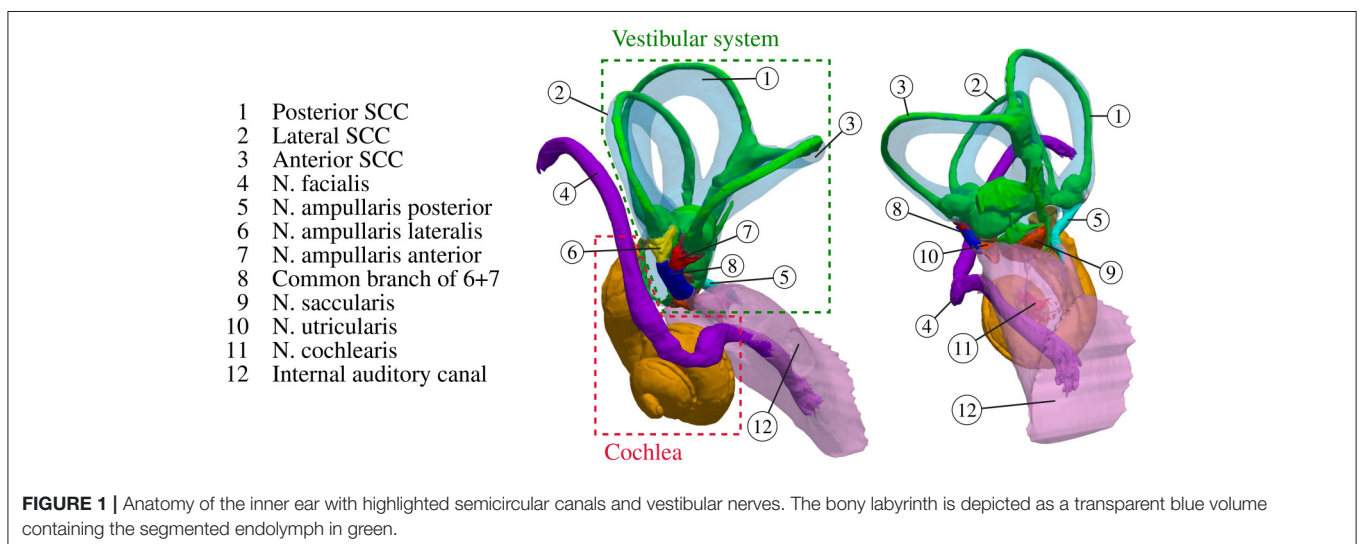 Vestibular system
1 Posterior SCC
2 Lateral SCC
3 Anterior SCC
4 N. facialis
5 N. ampullaris posterior
6 N. ampullaris lateralis
7 N. ampullaris anterior
8 Common branch of 6+7
9 N. saccularis
10 N. utricularis
11 N. cochlearis
12 Internal auditory canal
1
2
3
4
6
7
8
5
12
Cochlea
3
2
1
8
5
10
9
4
11
12
FIGURE 1 | Anatomy of the inner ear with highlighted semicircular canals and vestibular nerves. The bony labyrinth is depicted as a transparent blue volume
containing the segmented endolymph in green.